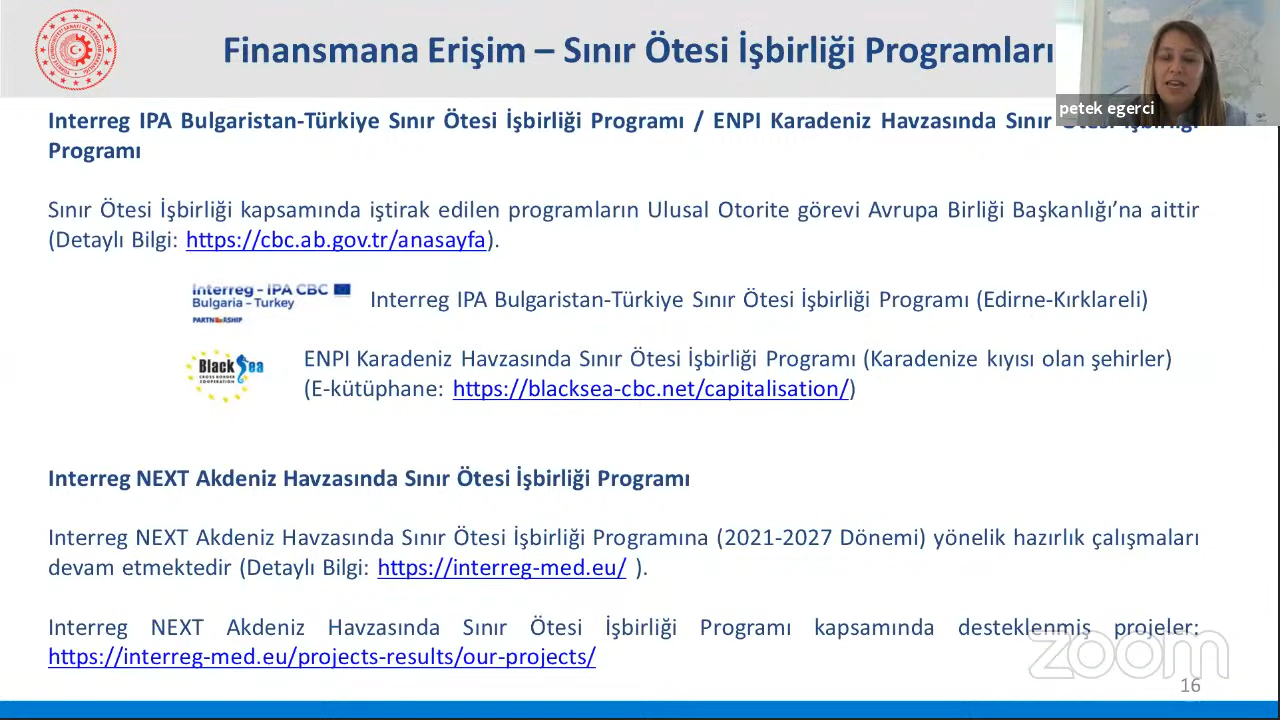 Finansmana Erişim – Sınır Ötesi İşbirliği Programları
petek egerci
Interreg IPA Bulgaristan-Türkiye Sınır Ötesi İşbirliği Programı / ENPI Karadeniz Havzasında Sınır Ötesi İşbirliği
Programı
Sınır Ötesi İşbirliği kapsamında iştirak edilen programların Ulusal Otorite görevi Avrupa Birliği Başkanlığı’na aittir
(Detaylı Bilgi: https://cbc.ab.gov.tr/anasayfa).
Interreg - IPA CBC
Bulgaria - Turkey
PARTNERSHIP
Interreg IPA Bulgaristan-Türkiye Sınır Ötesi İşbirliği Programı (Edirne-Kırklareli)
Black Sea
CROSS BORDER
COOPERATION
ENPI Karadeniz Havzasında Sınır Ötesi İşbirliği Programı (Karadenize kıyısı olan şehirler)
(E-kütüphane: https://blacksea-cbc.net/capitalisation/)
Interreg NEXT Akdeniz Havzasında Sınır Ötesi İşbirliği Programı
Interreg NEXT Akdeniz Havzasında Sınır Ötesi İşbirliği Programına (2021-2027 Dönemi) yönelik hazırlık çalışmaları
devam etmektedir (Detaylı Bilgi: https://interreg-med.eu/ ).
Interreg NEXT Akdeniz Havzasında Sınır Ötesi İşbirliği Programı kapsamında desteklenmiş projeler:
https://interreg-med.eu/projects-results/our-projects/
zoom
16